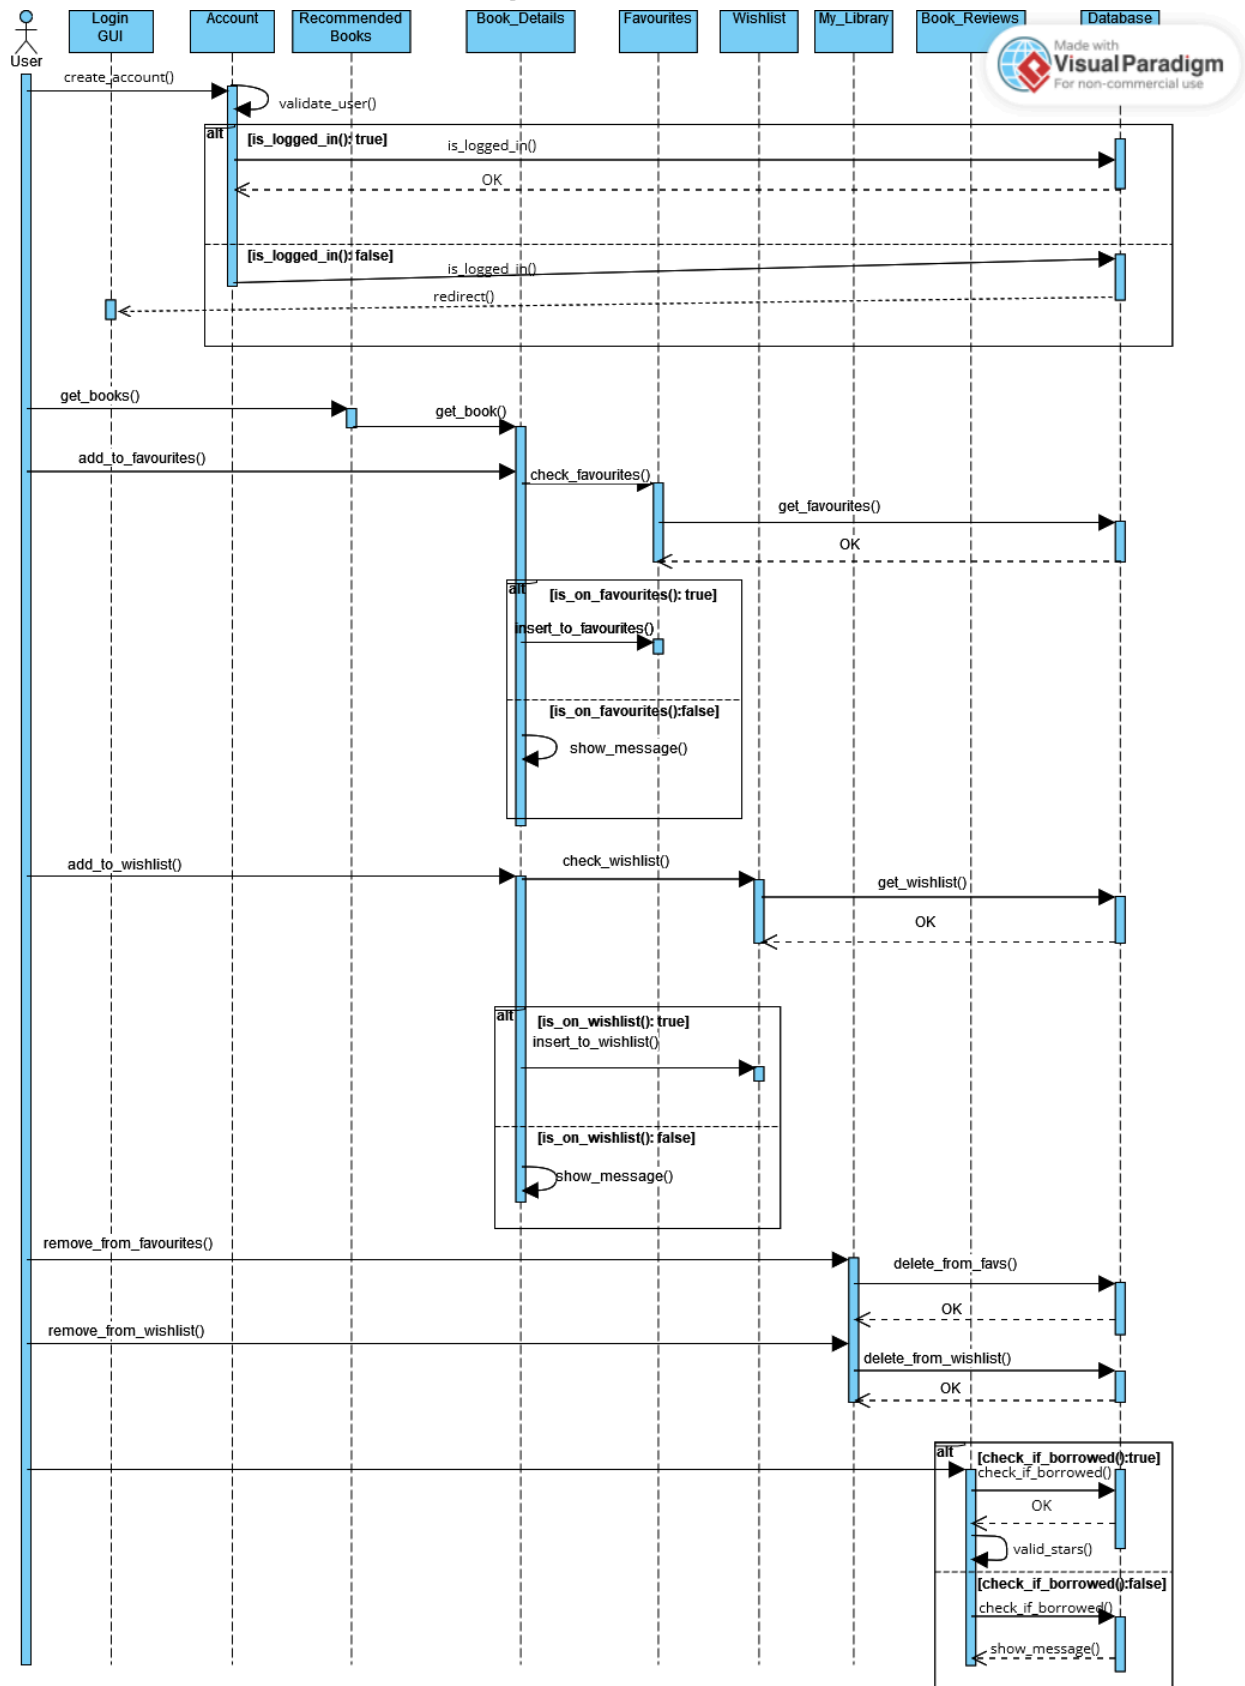 Login
GUI
Account
Recommended
Books
Book_Details
Favourites
Wishlist
My_Library
Book_Reviews
Database
Made with
Visual Paradigm
For non-commercial use
User
create_account()
validate_user()
alt
[is_logged_in(): true]
is_logged_in()
OK
[is_logged_in(): false]
is_logged_in()
redirect()
get_books()
get_book()
add_to_favourites()
check_favourites()
get_favourites()
OK
alt
[is_on_favourites(): true]
insert_to_favourites()
[is_on_favourites():false]
show_message()
add_to_wishlist()
check_wishlist()
get_wishlist()
OK
alt
[is_on_wishlist(): true]
insert_to_wishlist()
[is_on_wishlist(): false]
show_message()
remove_from_favourites()
delete_from_favs()
OK
remove_from_wishlist()
delete_from_wishlist()
OK
alt
[check_if_borrowed():true]
check_if_borrowed()
OK
valid_stars()
[check_if_borrowed():false]
check_if_borrowed()
show_message()